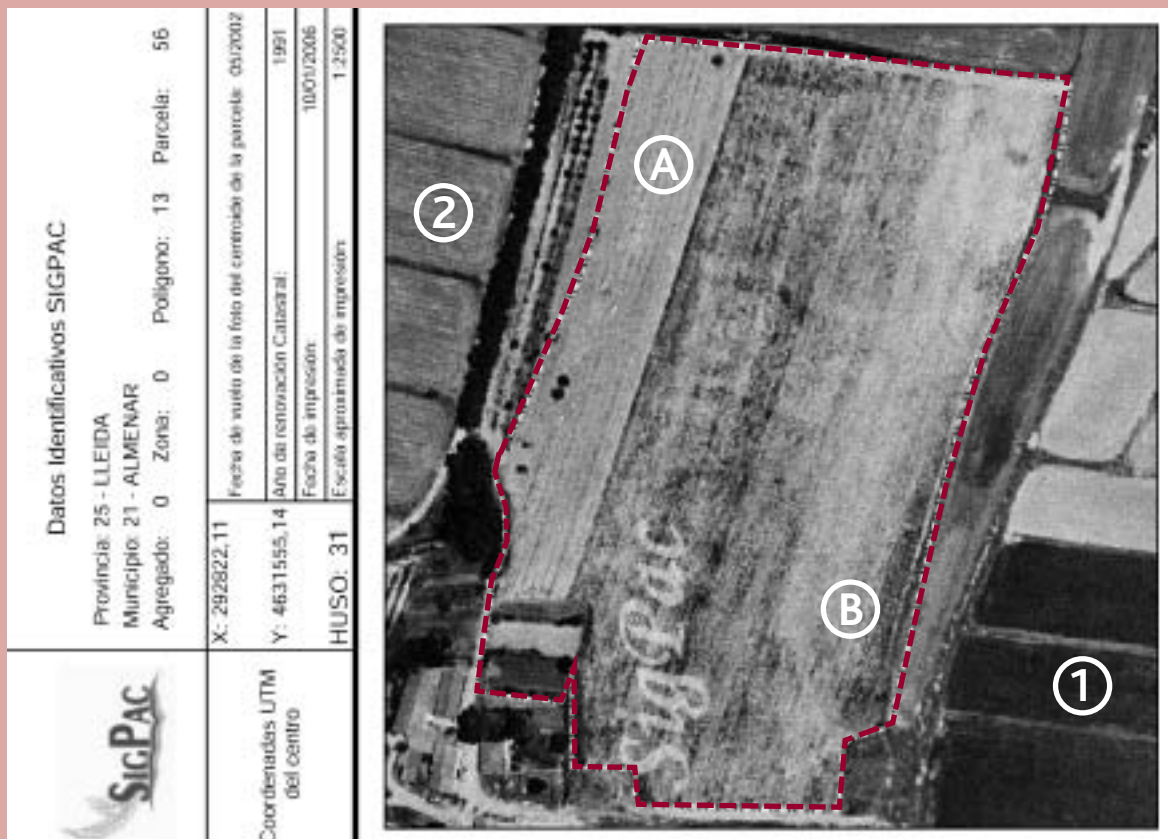 Datos Identificativos SIGPAC
Provincia: 25 - LLEIDA
Municipio: 21 - ALMENAR
Agregado: 0 Zona: 0 Polígono: 13 Parcela: 56
X: 292822,11
Y: 4631555,14
HUSO: 31
Fecha de vuelo de la foto del centroide de la parcela: 05/2002
Año de renovación Catastral: 1991
Fecha de impresión: 10/01/2006
Escala aproximada de impresión: 1:2500
SIGPAC
Coordenadas UTM
del centro
A
2
B
1
SigPac